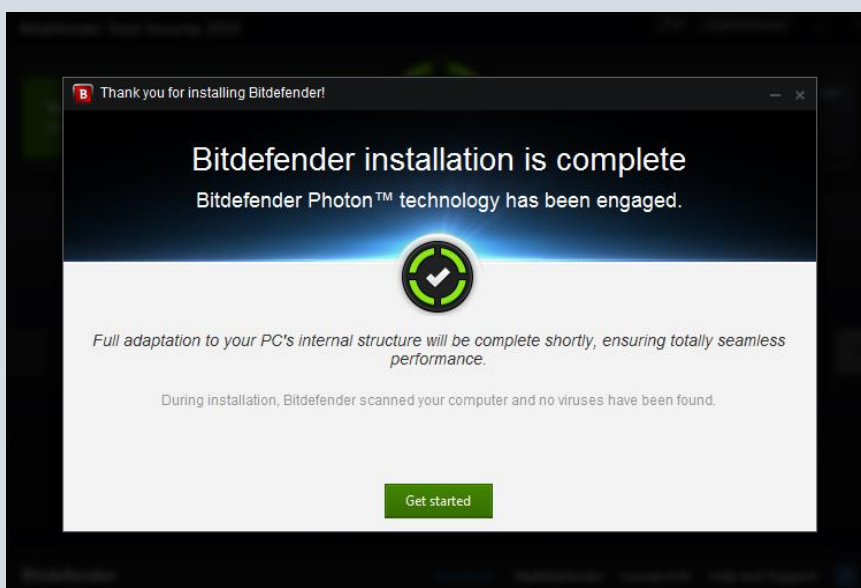 B Thank you for installing Bitdefender!
Bitdefender installation is complete
Bitdefender Photon™ technology has been engaged.
Full adaptation to your PC's internal structure will be complete shortly, ensuring totally seamless
performance.
During installation, Bitdefender scanned your computer and no viruses have been found.
Get started